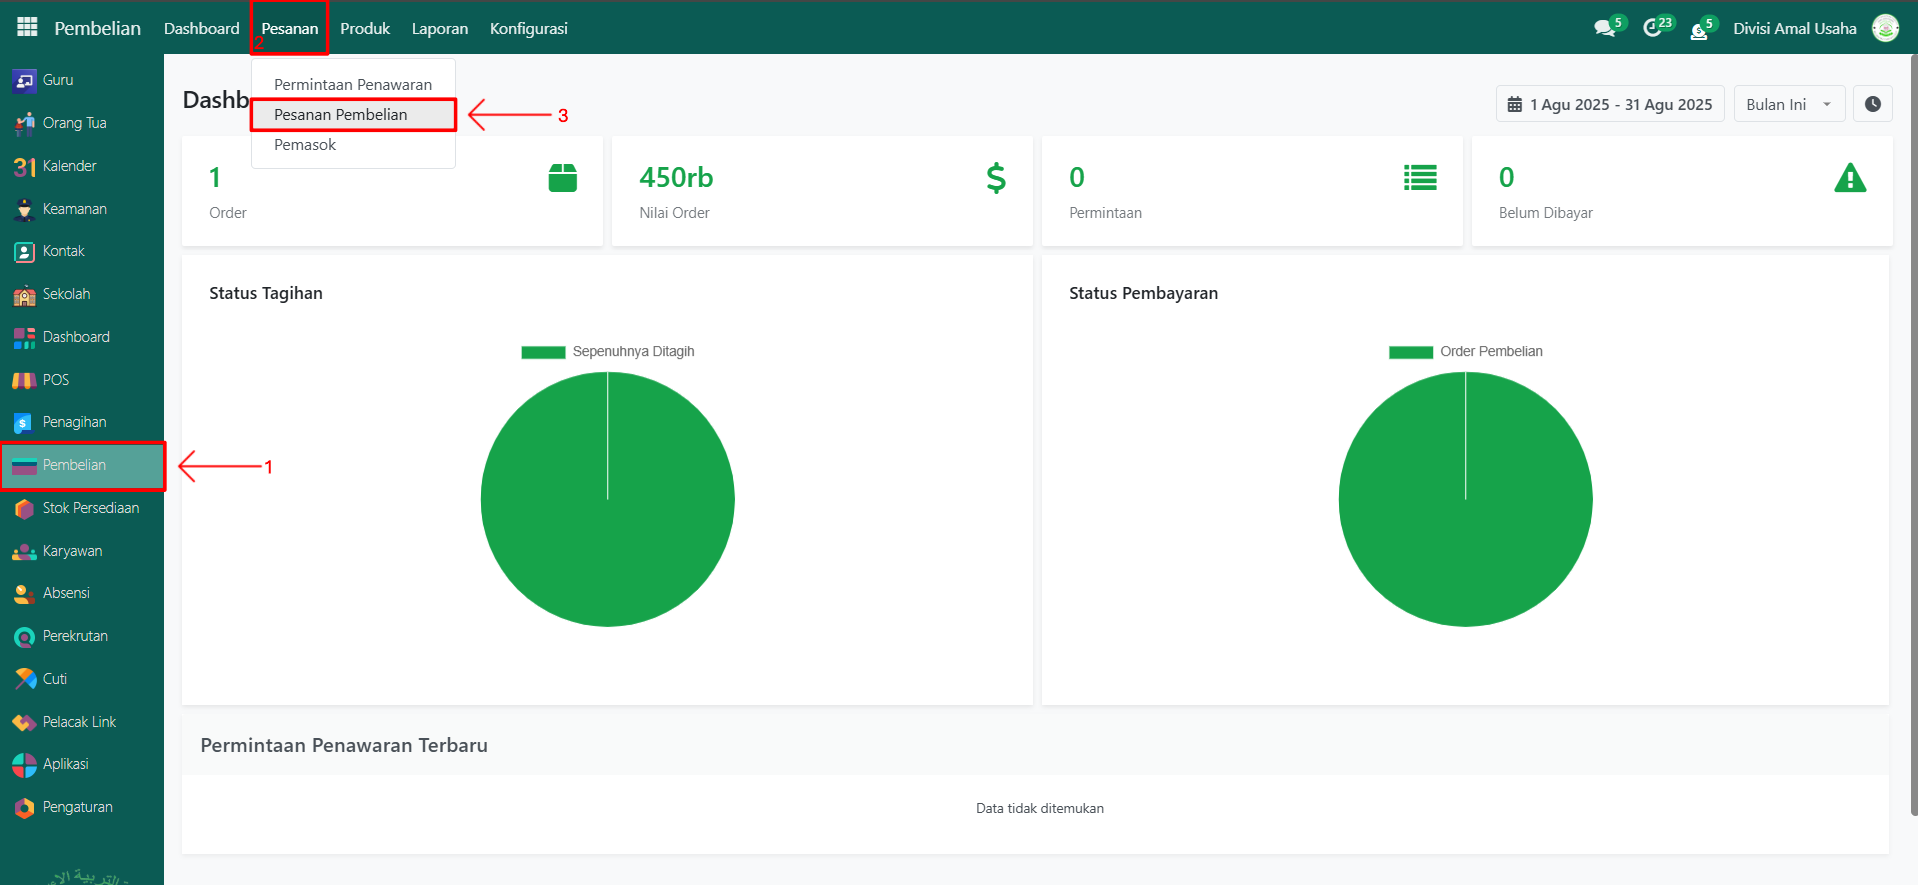 Pembelian Dashboard Pesanan Produk Laporan Konfigurasi 5 23 5 Divisi Amal Usaha
2
Guru
Orang Tua
31 Kalender
Keamanan
Kontak
Sekolah
Dashboard
POS
Penagihan
Pembelian
1
Stok Persediaan
Karyawan
Absensi
Perekrutan
Cuti
Pelacak Link
Aplikasi
Pengaturan
Permintaan Penawaran
Pesanan Pembelian
3
Pemasok
Dashb
1 Agu 2025 - 31 Agu 2025 Bulan Ini
1
Order
450rb
Nilai Order
0
Permintaan
0
Belum Dibayar
Status Tagihan
Sepenuhnya Ditagih
Status Pembayaran
Order Pembelian
Permintaan Penawaran Terbaru
Data tidak ditemukan